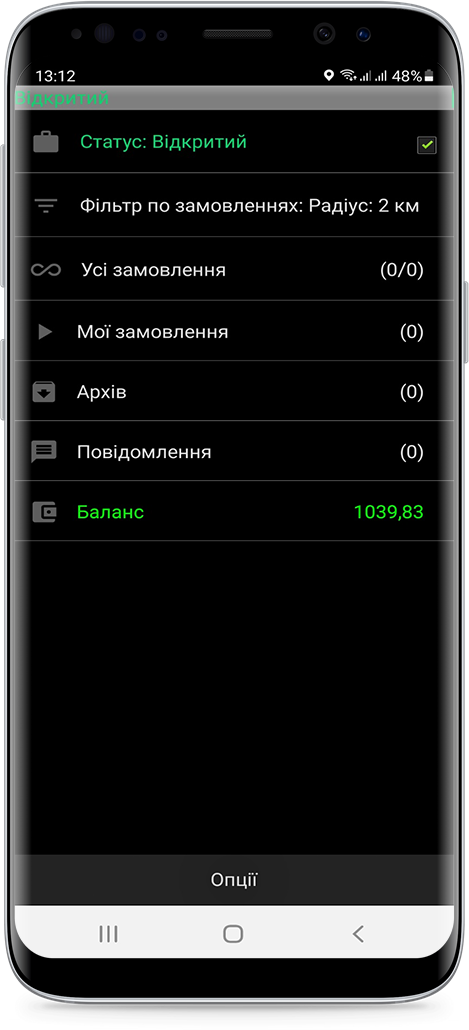 13:12 48%
Відкритий
Статус: Відкритий
Фільтр по замовленнях: Радіус: 2 км
Усі замовлення (0/0)
Мої замовлення (0)
Архів (0)
Повідомлення (0)
Баланс 1039,83
Опції